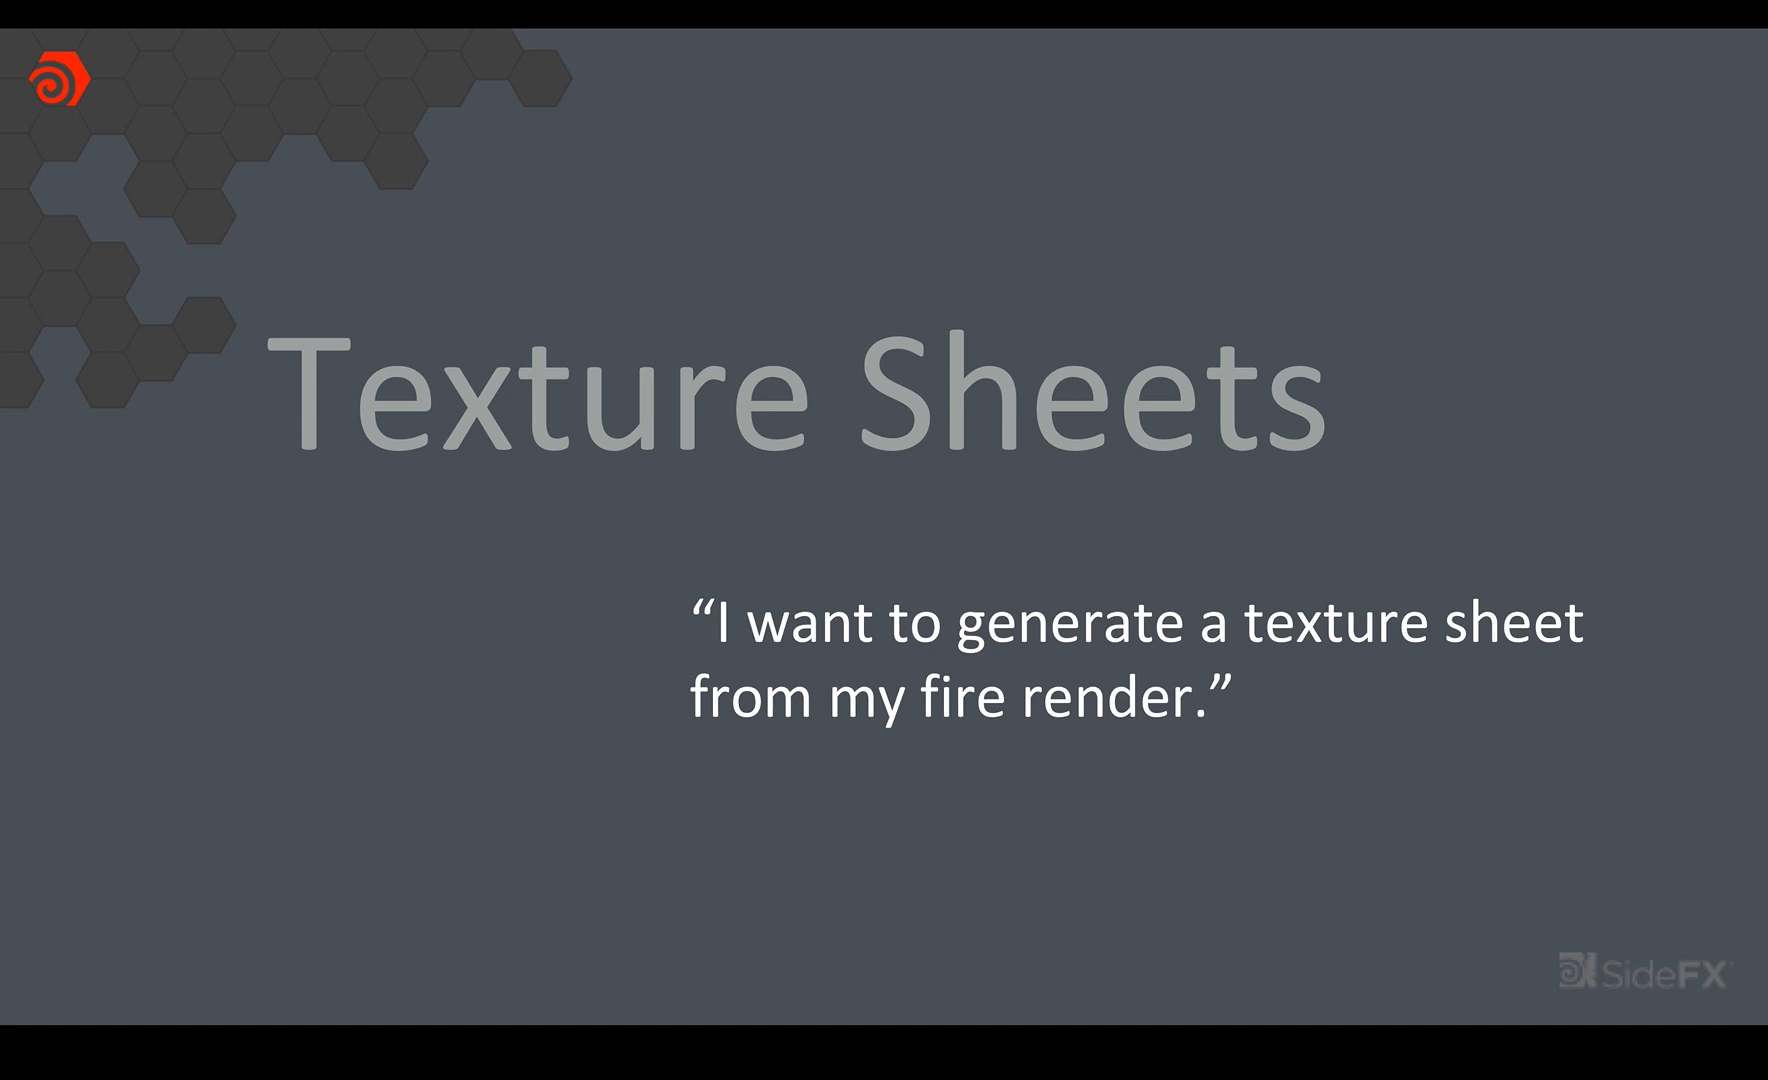 Texture Sheets
“I want to generate a texture sheet
from my fire render.”
SideFX